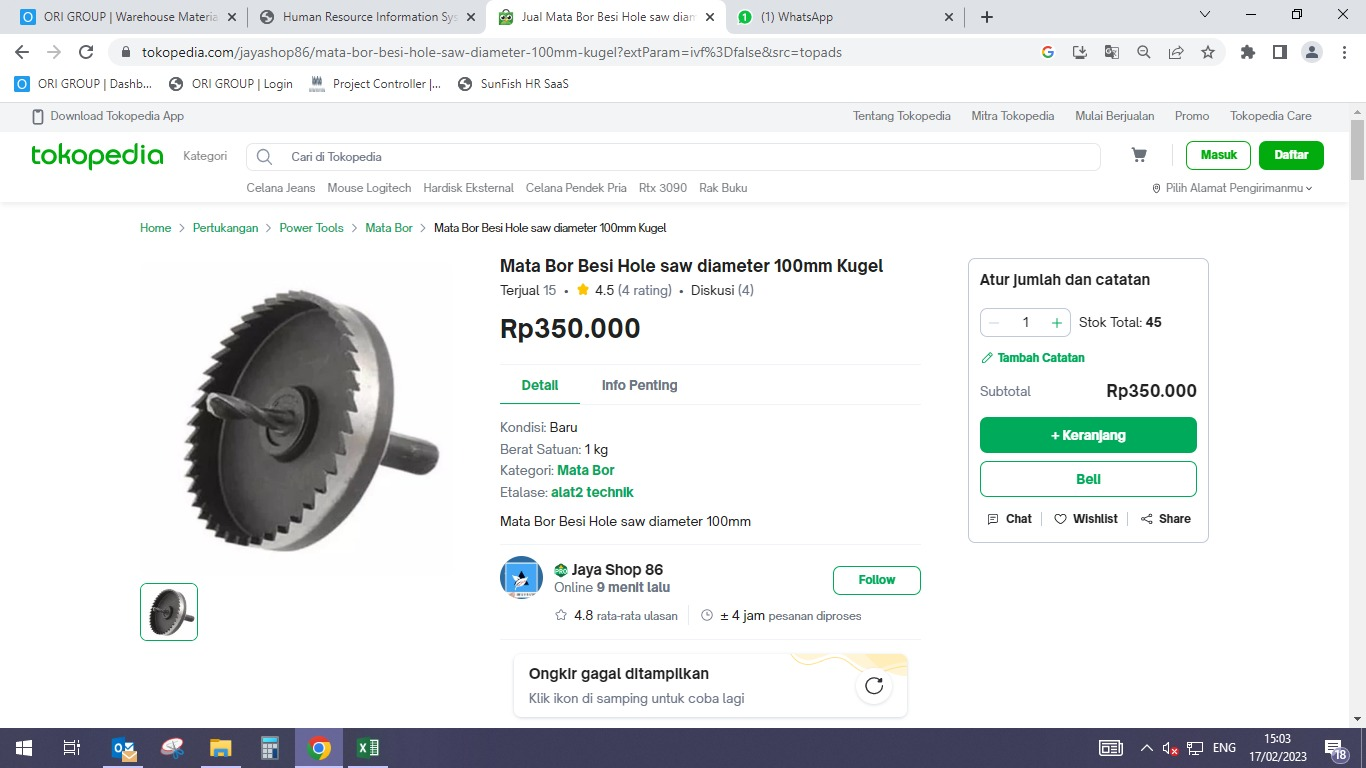 ORI GROUP | Warehouse Materia
Human Resource Information Sys
Jual Mata Bor Besi Hole saw diam
(1) WhatsApp
tokopedia.com/jayashop86/mata-bor-besi-hole-saw-diameter-100mm-kugel?extParam=ivf%3Dfalse&src=topads
ORI GROUP | Dashb...
ORI GROUP | Login
Project Controller |...
SunFish HR SaaS
Download Tokopedia App
Tentang Tokopedia
Mitra Tokopedia
Mulai Berjualan
Promo
Tokopedia Care
tokopedia
Kategori
Cari di Tokopedia
Masuk
Daftar
Celana Jeans
Mouse Logitech
Hardisk Eksternal
Celana Pendek Pria
Rtx 3090
Rak Buku
Pilih Alamat Pengirimanmu
Home > Pertukangan > Power Tools > Mata Bor > Mata Bor Besi Hole saw diameter 100mm Kugel
Mata Bor Besi Hole saw diameter 100mm Kugel
Terjual 15 • 4.5 (4 rating) • Diskusi (4)
Rp350.000
Detail
Info Penting
Kondisi: Baru
Berat Satuan: 1 kg
Kategori: Mata Bor
Etalase: alat2 technik
Mata Bor Besi Hole saw diameter 100mm
PRO
Jaya Shop 86
Online 9 menit lalu
Follow
4.8 rata-rata ulasan
± 4 jam pesanan diproses
Ongkir gagal ditampilkan
Klik ikon di samping untuk coba lagi
Atur jumlah dan catatan
1
Stok Total: 45
Tambah Catatan
Subtotal
Rp350.000
+ Keranjang
Beli
Chat
Wishlist
Share
ENG
15:03
17/02/2023
18